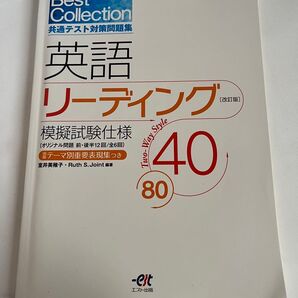 Best
Collection
共通テスト対策問題集
英語
リーディング[改訂版]
模擬試験仕様
(オリジナル問題 前・後半12回/全6回)
テーマ別重要表現集つき
室井美稚子・Ruth S. Joint 編著
Two-Way Style
40
80
-est
エスト出版